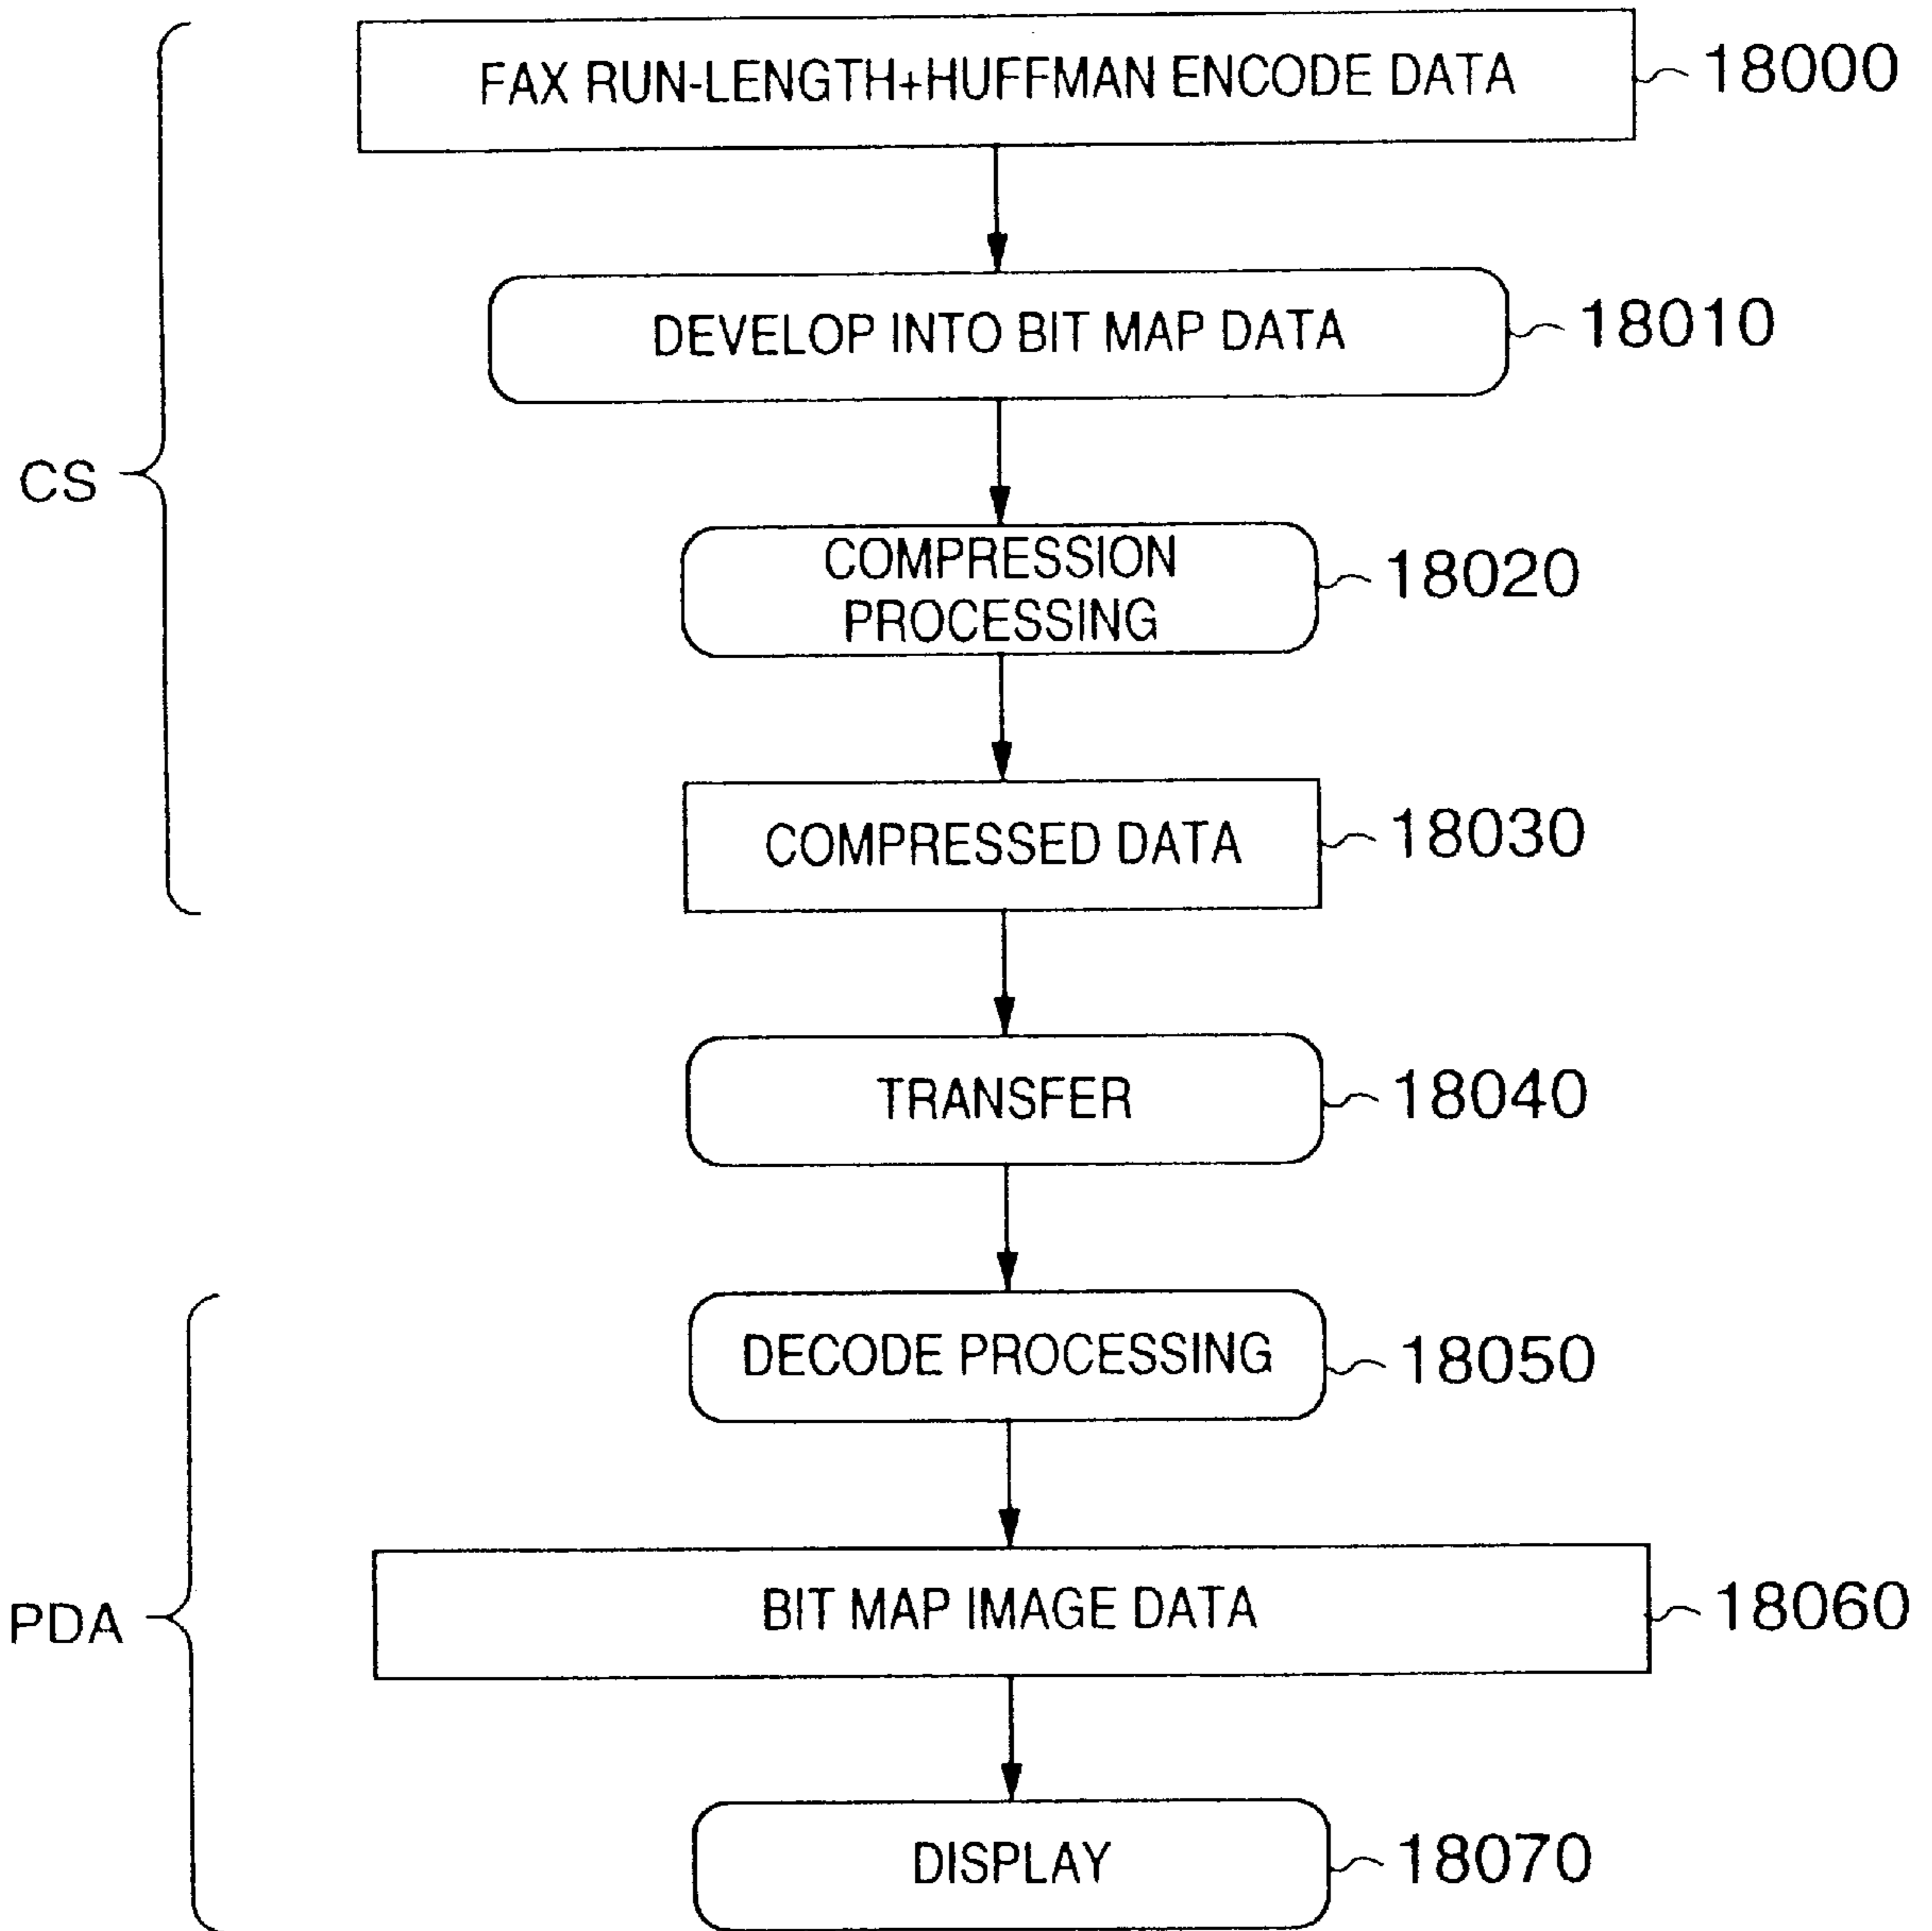 FAX RUN-LENGTH+HUFFMAN ENCODE DATA
18000
DEVELOP INTO BIT MAP DATA
18010
CS
COMPRESSION
PROCESSING
18020
COMPRESSED DATA
18030
TRANSFER
18040
DECODE PROCESSING
18050
PDA
BIT MAP IMAGE DATA
18060
DISPLAY
18070